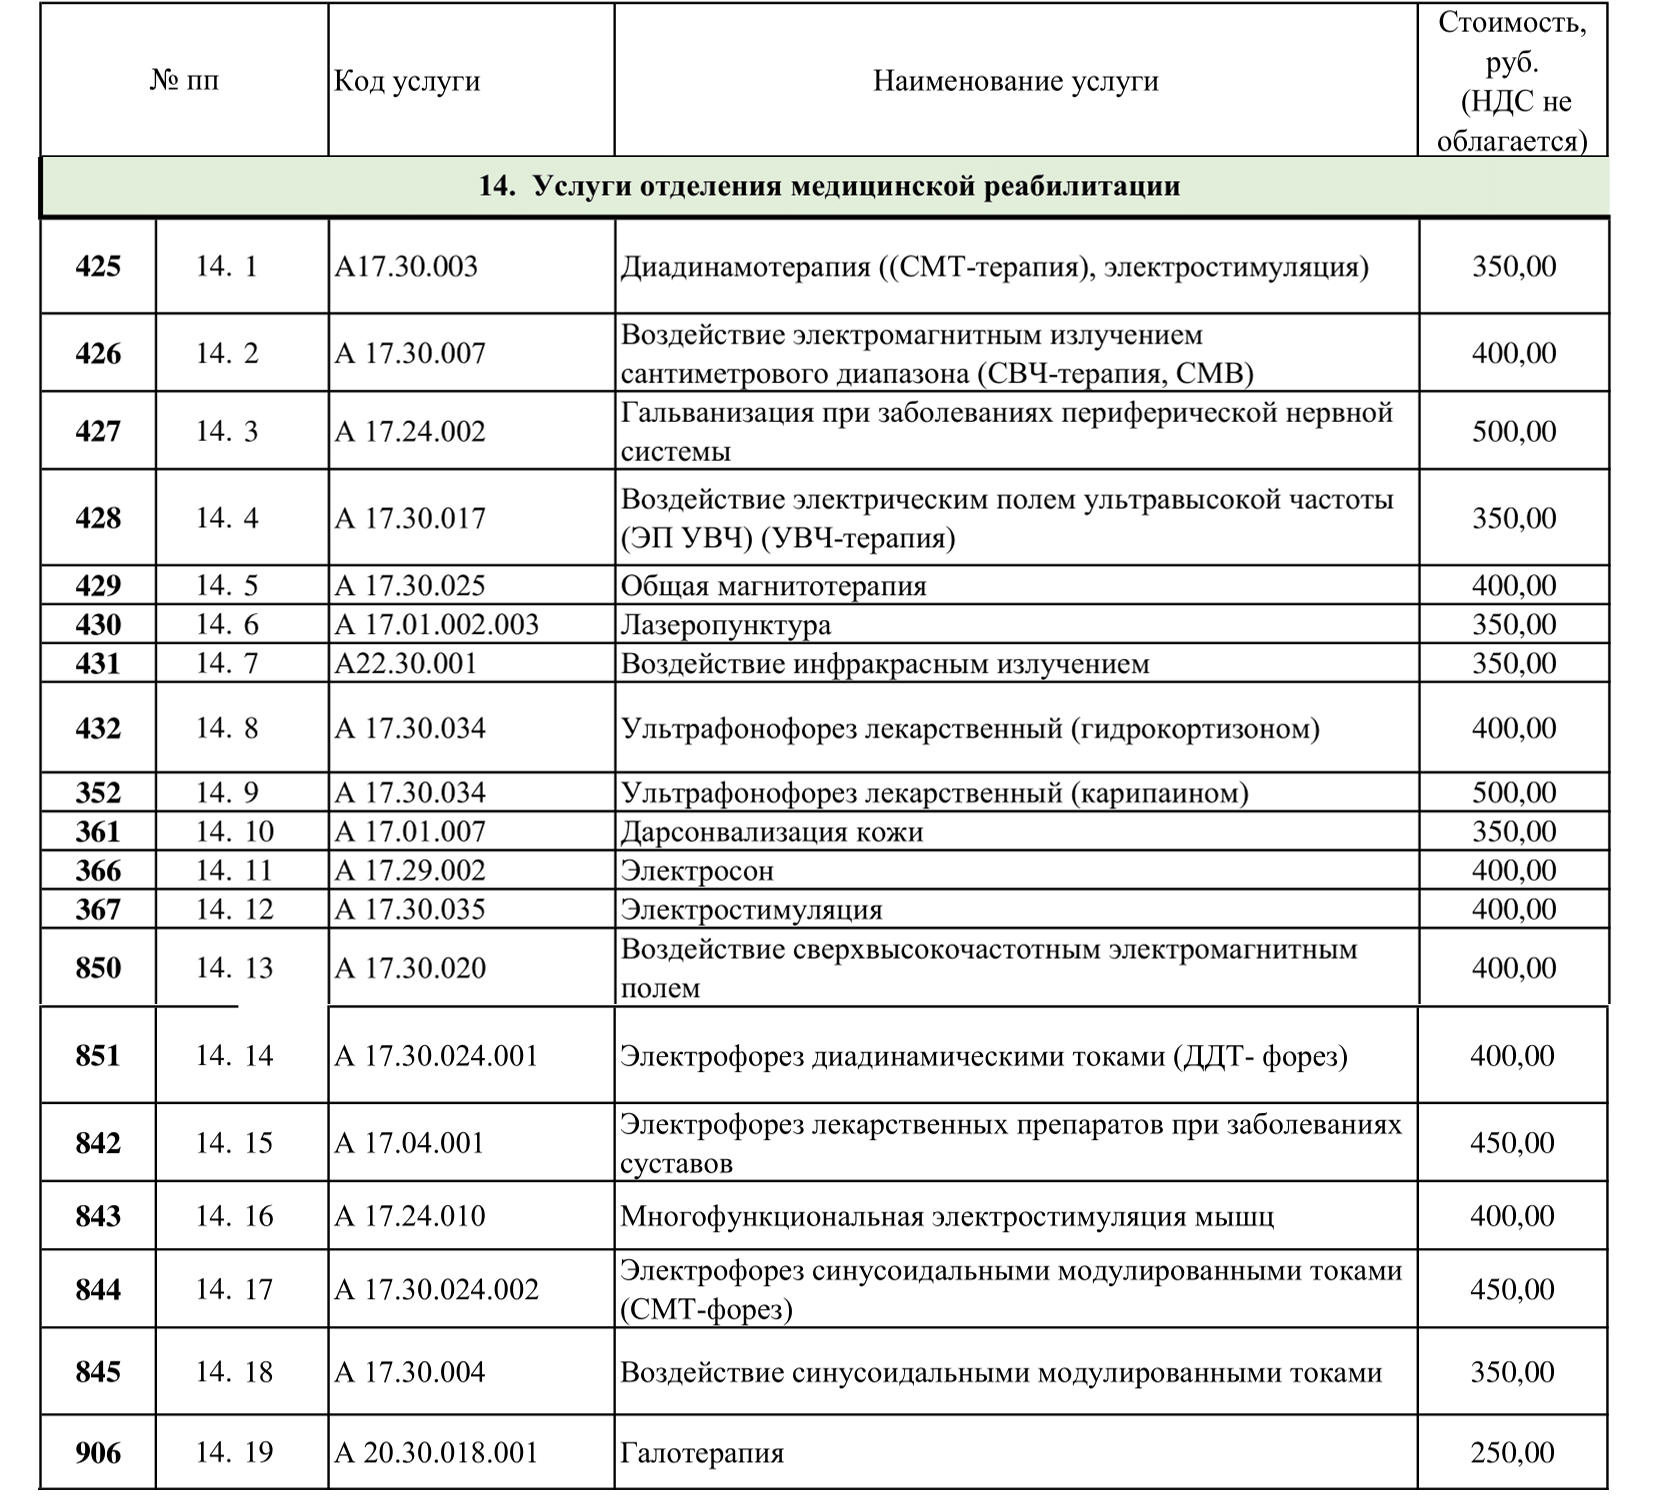 № пп Код услуги Наименование услуги Стоимость,
руб.
(НДС не
облагается)
14. Услуги отделения медицинской реабилитации
425 14. 1 А17.30.003 Диадинамотерапия ((СМТ-терапия), электростимуляция) 350,00
426 14. 2 А 17.30.007 Воздействие электромагнитным излучением
сантиметрового диапазона (СВЧ-терапия, СМВ) 400,00
427 14. 3 А 17.24.002 Гальванизация при заболеваниях периферической нервной
системы 500,00
428 14. 4 А 17.30.017 Воздействие электрическим полем ультравысокой частоты
(ЭП УВЧ) (УВЧ-терапия) 350,00
429 14. 5 А 17.30.025 Общая магнитотерапия 400,00
430 14. 6 А 17.01.002.003 Лазеропунктура 350,00
431 14. 7 А22.30.001 Воздействие инфракрасным излучением 350,00
432 14. 8 А 17.30.034 Ультрафонофорез лекарственный (гидрокортизоном) 400,00
352 14. 9 А 17.30.034 Ультрафонофорез лекарственный (карипаином) 500,00
361 14. 10 А 17.01.007 Дарсонвализация кожи 350,00
366 14. 11 А 17.29.002 Электросон 400,00
367 14. 12 А 17.30.035 Электростимуляция 400,00
850 14. 13 А 17.30.020 Воздействие сверхвысокочастотным электромагнитным
полем 400,00
851 14. 14 А 17.30.024.001 Электрофорез диадинамическими токами (ДДТ- форез) 400,00
842 14. 15 А 17.04.001 Электрофорез лекарственных препаратов при заболеваниях
суставов 450,00
843 14. 16 А 17.24.010 Многофункциональная электростимуляция мышц 400,00
844 14. 17 А 17.30.024.002 Электрофорез синусоидальными модулированными токами
(СМТ-форез) 450,00
845 14. 18 А 17.30.004 Воздействие синусоидальными модулированными токами 350,00
906 14. 19 А 20.30.018.001 Галотерапия 250,00